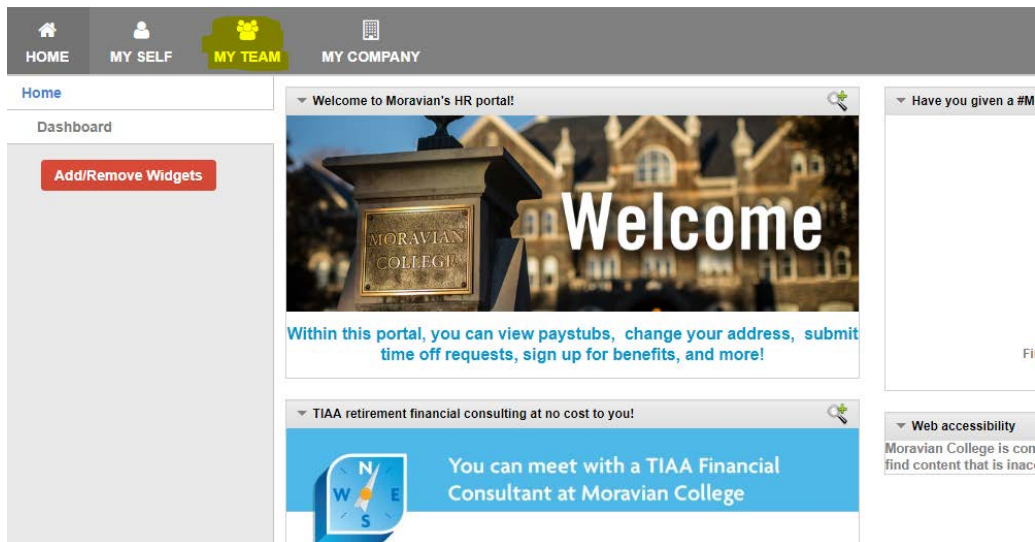 HOME
MY SELF
MY TEAM
MY COMPANY
Home
Dashboard
Add/Remove Widgets
Welcome to Moravian's HR portal!
MORAVIAN
COLLEGE
Welcome
Within this portal, you can view paystubs, change your address, submit
time off requests, sign up for benefits, and more!
TIAA retirement financial consulting at no cost to you!
N
W E
S
You can meet with a TIAA Financial
Consultant at Moravian College
Have you given a #M
Fi
Web accessibility
Moravian College is con
find content that is inac